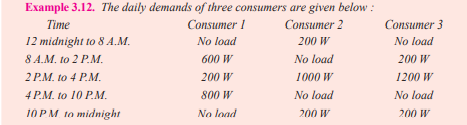 Example 3.12. The daily demands of three consumers are given below :
Time Consumer 1 Consumer 2 Consumer 3
12 midnight to 8 A.M. No load 200 W No load
8 A.M. to 2 P.M. 600 W No load 200 W
2 P.M. to 4 P.M. 200 W 1000 W 1200 W
4 P.M. to 10 P.M. 800 W No load No load
10 P.M. to midnight No load 200 W 200 W